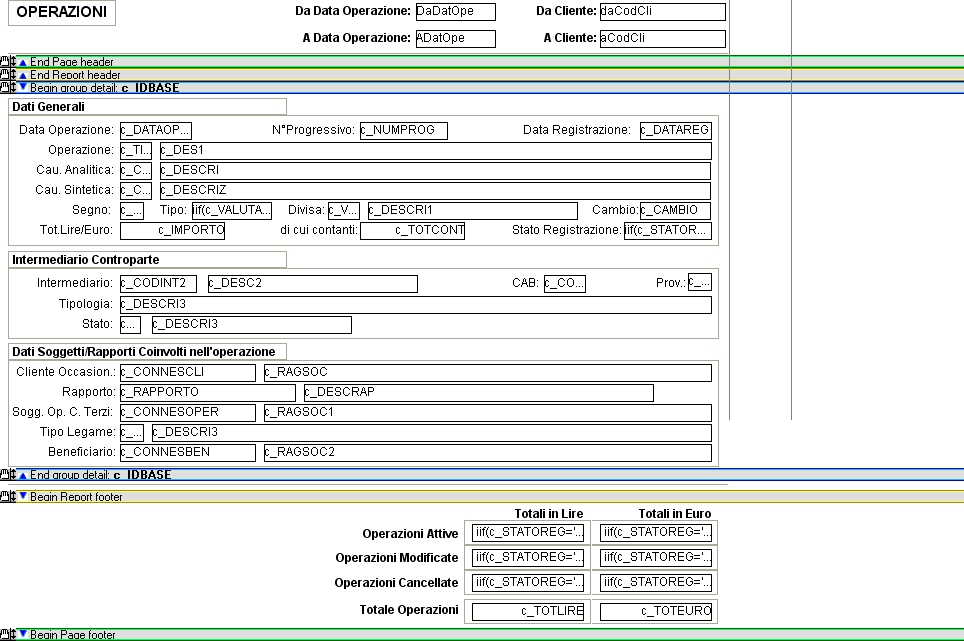 OPERAZIONI Da Data Operazione: DaDatOpe Da Cliente: daCodCli
A Data Operazione: ADatOpe A Cliente: aCodCli
End Page header
End Report header
Begin group detail: c_IDBASE
Dati Generali
Data Operazione: c_DATAOP... N°Progressivo: c_NUMPROG Data Registrazione: c_DATAREG
Operazione: c_TI... c_DES1
Cau. Analitica: c_C... c_DESCRI
Cau. Sintetica: c_C... c_DESCRIZ
Segno: c_... Tipo: iif(c_VALUTA... Divisa: c_V... c_DESCRI1 Cambio: c_CAMBIO
Tot.Lire/Euro: c_IMPORTO di cui contanti: c_TOTCONT Stato Registrazione: iif(c_STATOR...
Intermediario Controparte
Intermediario: c_CODINT2 c_DESC2 CAB: c_CO... Prov.: c_...
Tipologia: c_DESCRI3
Stato: c... c_DESCRI3
Dati Soggetti/Rapporti Coinvolti nell'operazione
Cliente Occasion.: c_CONNESCLI c_RAGSOC
Rapporto: c_RAPPORTO c_DESCRAP
Sogg. Op. C. Terzi: c_CONNESOPER c_RAGSOC1
Tipo Legame: c_... c_DESCRI3
Beneficiario: c_CONNESBEN c_RAGSOC2
End group detail: c_IDBASE
Begin Report footer
Totali in Lire Totali in Euro
Operazioni Attive iif(c_STATOREG='... iif(c_STATOREG='...
Operazioni Modificate iif(c_STATOREG='... iif(c_STATOREG='...
Operazioni Cancellate iif(c_STATOREG='... iif(c_STATOREG='...
Totale Operazioni c_TOTLIRE c_TOTEURO
Begin Page footer